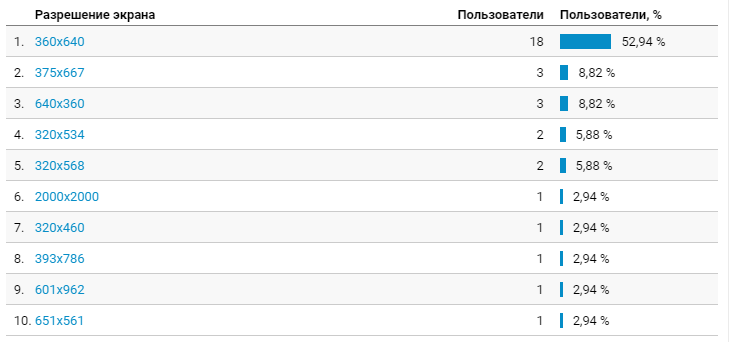 Разрешение экрана Пользователи Пользователи, %
1. 360x640 18 52,94 %
2. 375x667 3 8,82 %
3. 640x360 3 8,82 %
4. 320x534 2 5,88 %
5. 320x568 2 5,88 %
6. 2000x2000 1 2,94 %
7. 320x460 1 2,94 %
8. 393x786 1 2,94 %
9. 601x962 1 2,94 %
10. 651x561 1 2,94 %